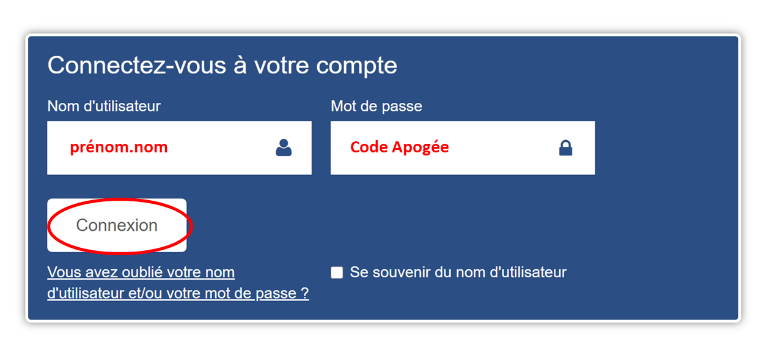 Connectez-vous à votre compte
Nom d'utilisateur
Mot de passe
prénom.nom
Code Apogée
Connexion
Vous avez oublié votre nom
d'utilisateur et/ou votre mot de passe ?
Se souvenir du nom d'utilisateur